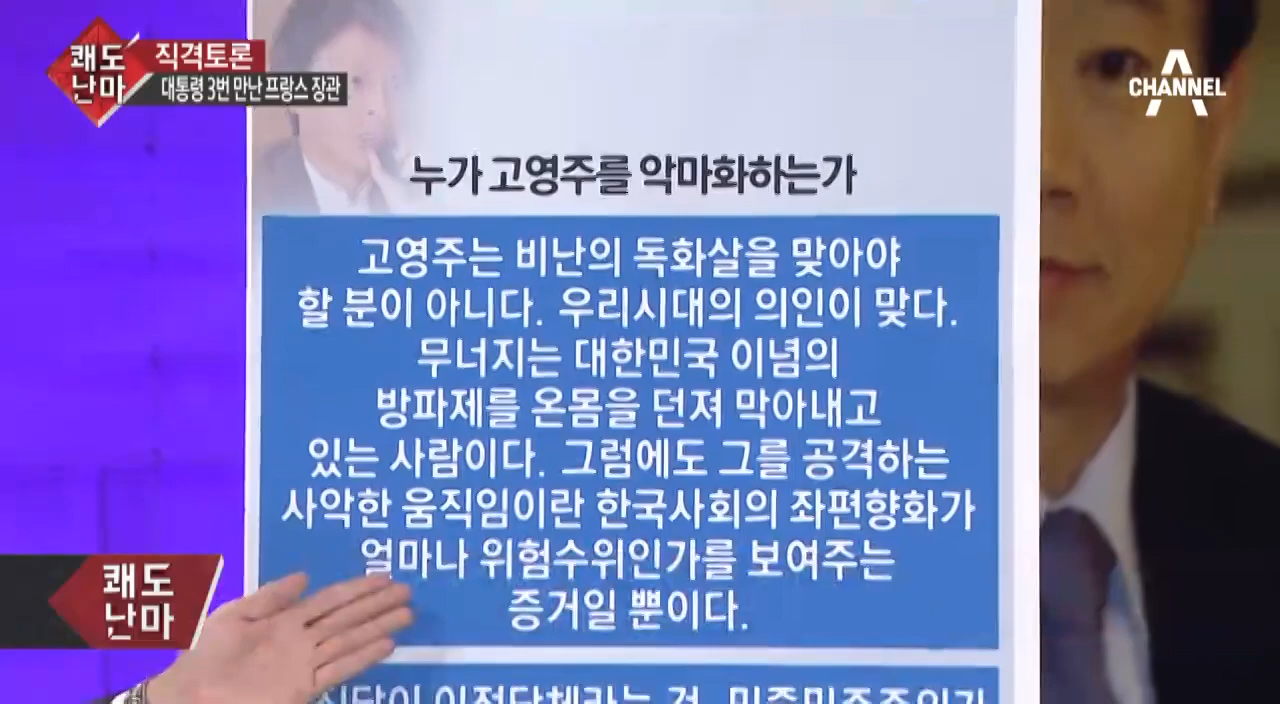 쾌도난마
직격토론
대통령 3번 만난 프랑스 장관
CHANNEL A
누가 고영주를 악마화하는가
고영주는 비난의 독화살을 맞아야
할 분이 아니다. 우리시대의 의인이 맞다.
무너지는 대한민국 이념의
방파제를 온몸을 던져 막아내고
있는 사람이다. 그럼에도 그를 공격하는
사악한 움직임이란 한국사회의 좌편향화가
얼마나 위험수위인가를 보여주는
증거일 뿐이다.
쾌도난마